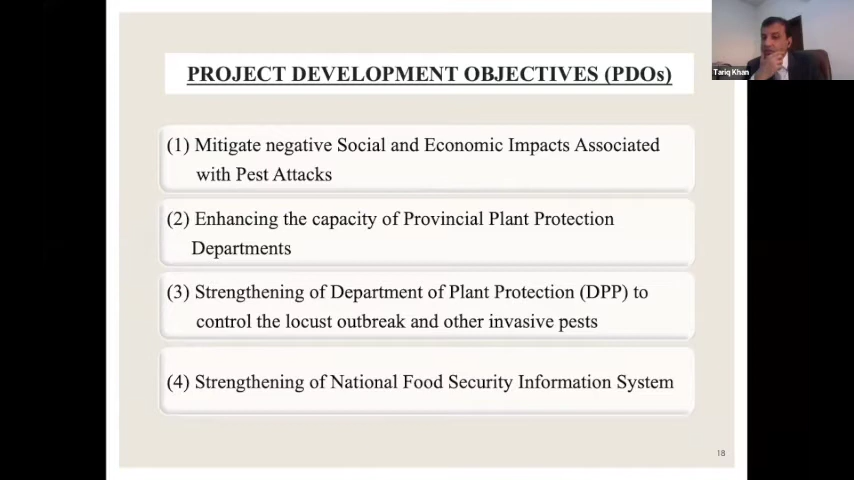 PROJECT DEVELOPMENT OBJECTIVES (PDOs)
Tariq Khan
(1) Mitigate negative Social and Economic Impacts Associated
with Pest Attacks
(2) Enhancing the capacity of Provincial Plant Protection
Departments
(3) Strengthening of Department of Plant Protection (DPP) to
control the locust outbreak and other invasive pests
(4) Strengthening of National Food Security Information System
18